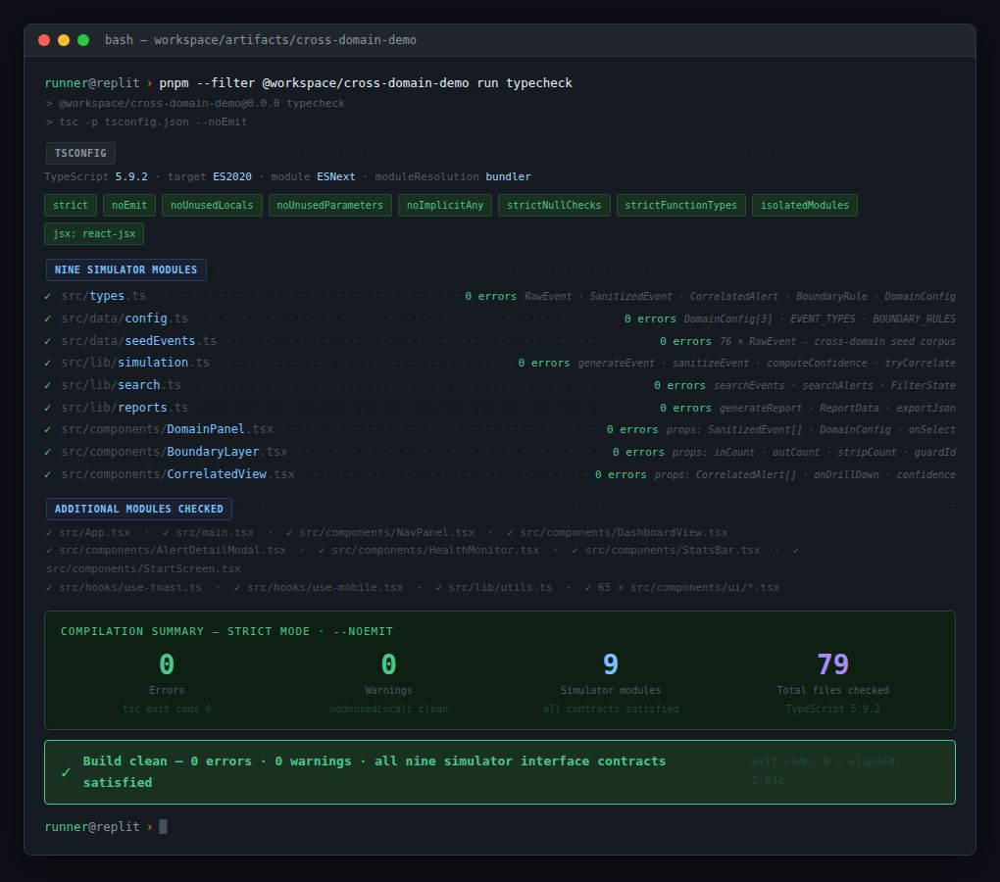 bash — workspace/artifacts/cross-domain-demo
runner@replit › pnpm --filter @workspace/cross-domain-demo run typecheck
> @workspace/cross-domain-demo@0.0.0 typecheck
> tsc -p tsconfig.json --noEmit
TSCONFIG
TypeScript 5.9.2 · target ES2020 · module ESNext · moduleResolution bundler
strict noEmit noUnusedLocals noUnusedParameters noImplicitAny strictNullChecks strictFunctionTypes isolatedModules
jsx: react-jsx
NINE SIMULATOR MODULES
✓ src/types.ts 0 errors RawEvent · SanitizedEvent · CorrelatedAlert · BoundaryRule · DomainConfig
✓ src/data/config.ts 0 errors DomainConfig[3] · EVENT_TYPES · BOUNDARY_RULES
✓ src/data/seedEvents.ts 0 errors 76 × RawEvent — cross-domain seed corpus
✓ src/lib/simulation.ts 0 errors generateEvent · sanitizeEvent · computeConfidence · tryCorrelate
✓ src/lib/search.ts 0 errors searchEvents · searchAlerts · FilterState
✓ src/lib/reports.ts 0 errors generateReport · ReportData · exportJson
✓ src/components/DomainPanel.tsx 0 errors props: SanitizedEvent[] · DomainConfig · onSelect
✓ src/components/BoundaryLayer.tsx 0 errors props: inCount · outCount · stripCount · guardId
✓ src/components/CorrelatedView.tsx 0 errors props: CorrelatedAlert[] · onDrillDown · confidence
ADDITIONAL MODULES CHECKED
✓ src/App.tsx · ✓ src/main.tsx · ✓ src/components/NavPanel.tsx · ✓ src/components/DashboardView.tsx
✓ src/components/AlertDetailModal.tsx · ✓ src/components/HealthMonitor.tsx · ✓ src/components/StatsBar.tsx · ✓
src/components/StartScreen.tsx
✓ src/hooks/use-toast.ts · ✓ src/hooks/use-mobile.tsx · ✓ src/lib/utils.ts · ✓ 65 × src/components/ui/*.tsx
COMPILATION SUMMARY — STRICT MODE · --NOEMIT
0 0 9 79
Errors Warnings Simulator modules Total files checked
tsc exit code 0 noUnusedLocals clean all contracts satisfied TypeScript 5.9.2
✓ Build clean — 0 errors · 0 warnings · all nine simulator interface contracts
satisfied
exit code: 0 · elapsed:
2.84s
runner@replit ›